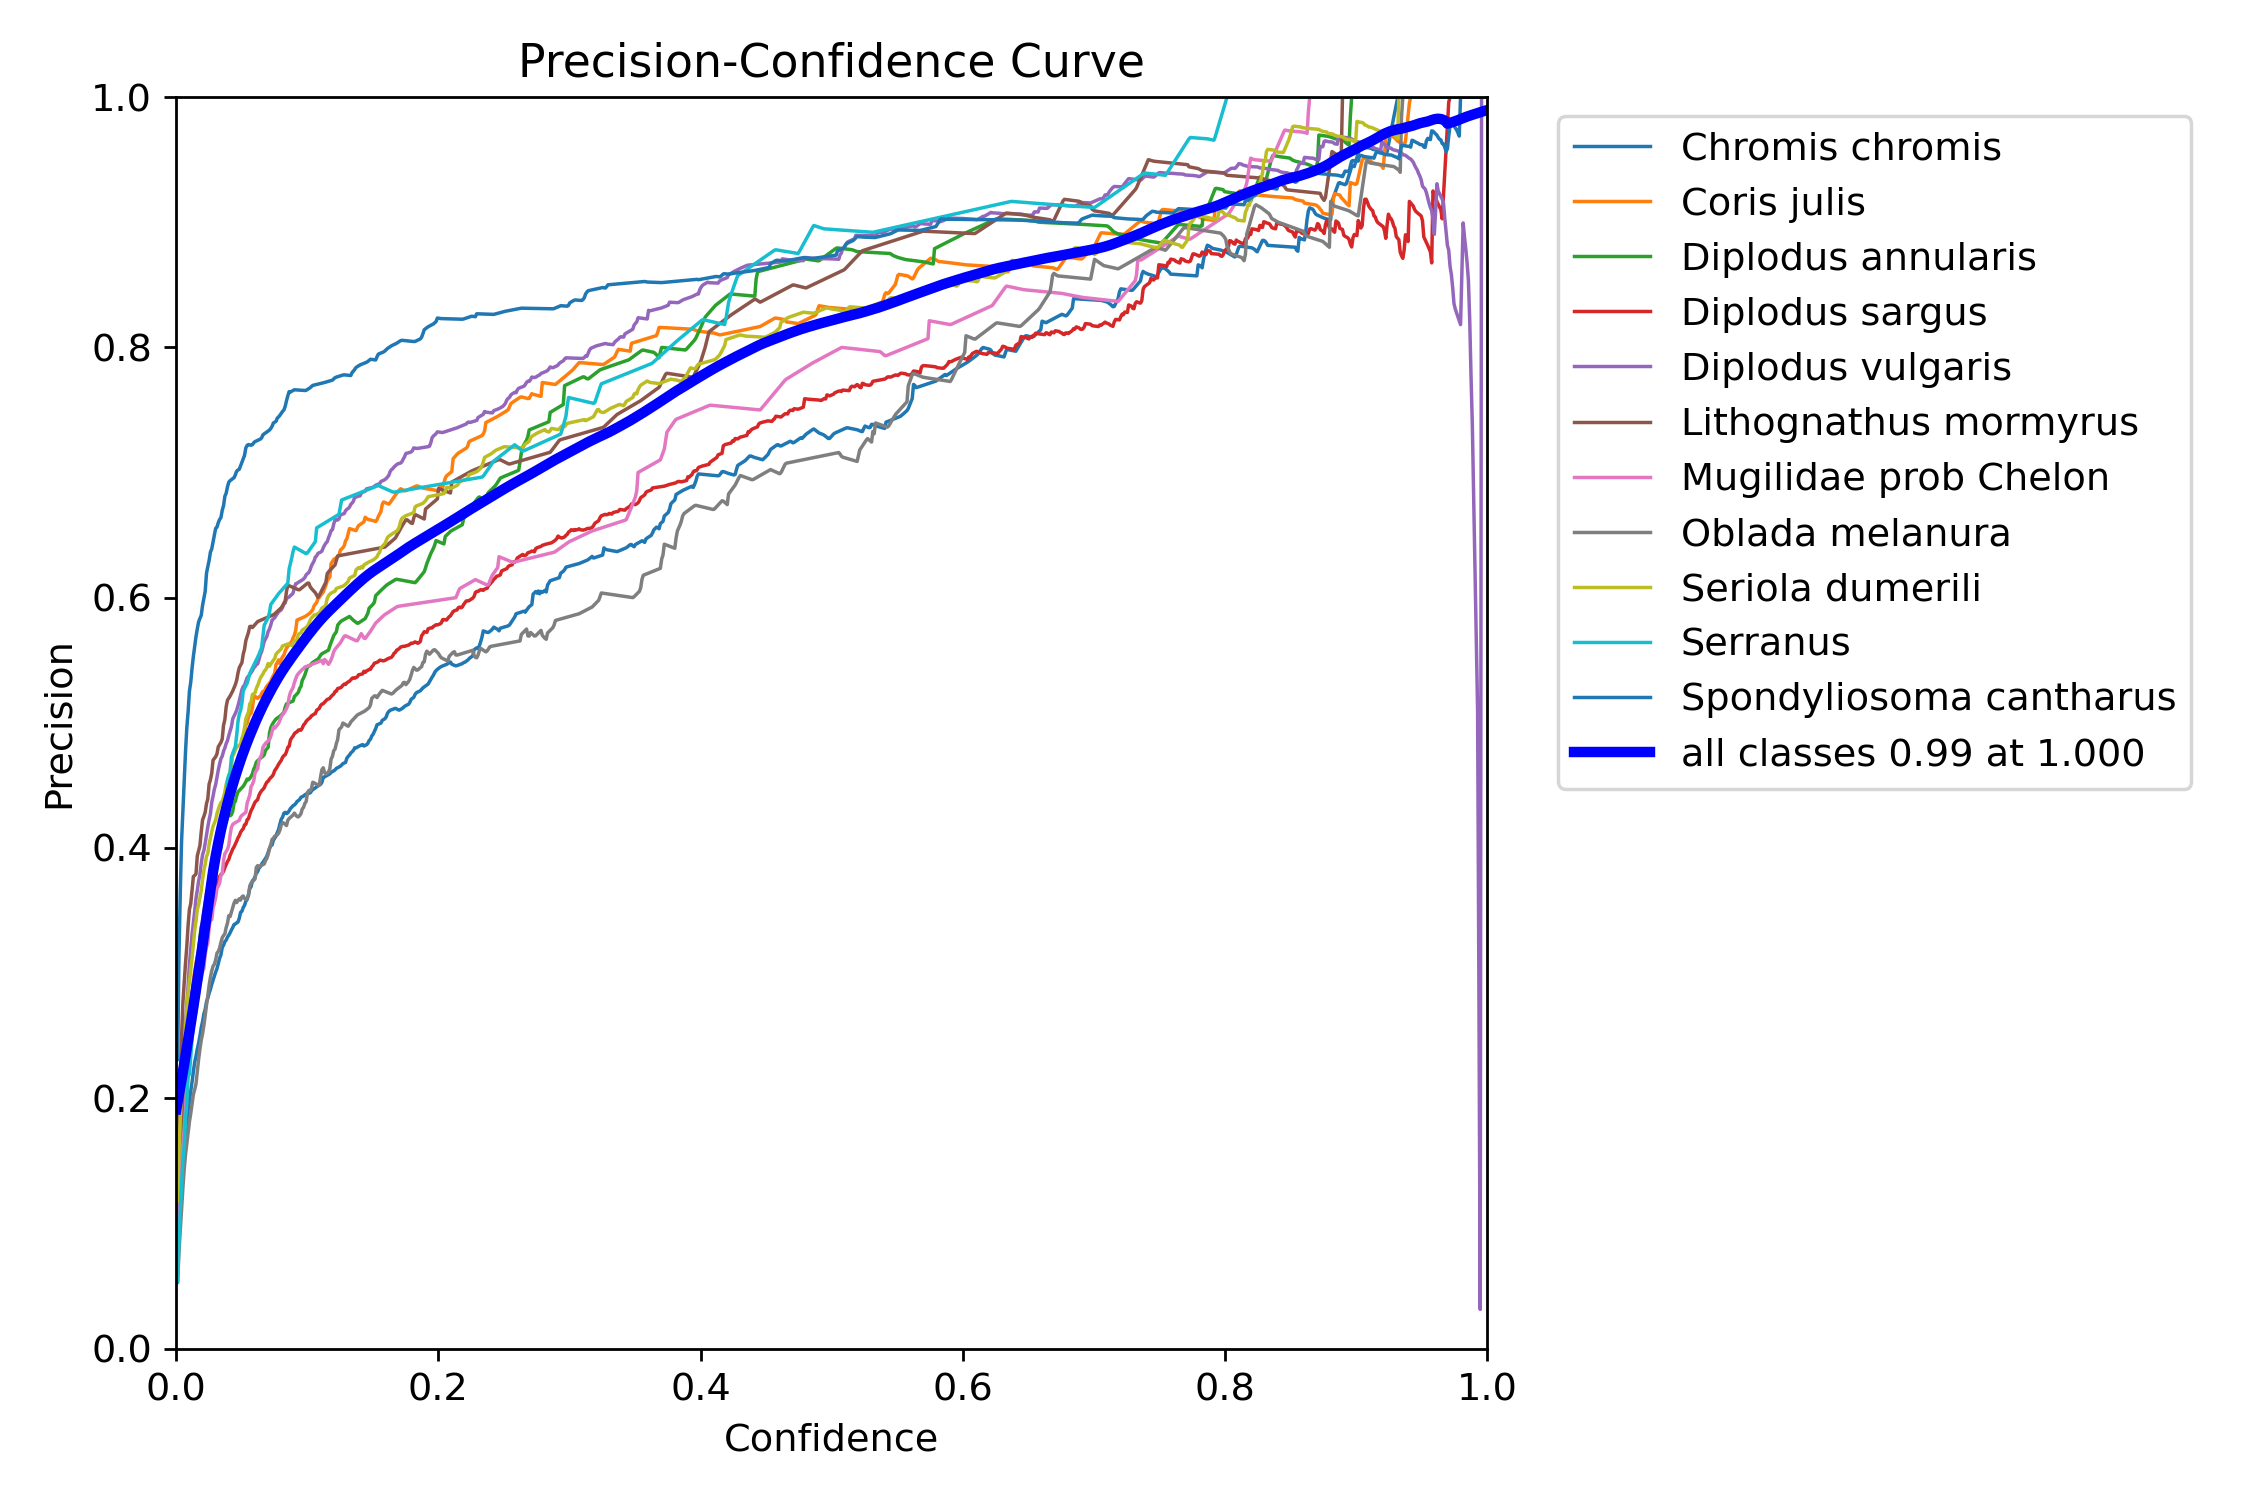 Precision-Confidence Curve
1.0
0.8
0.6
0.4
0.2
0.0
Precision
0.0 0.2 0.4 0.6 0.8 1.0
Confidence
Chromis chromis
Coris julis
Diplodus annularis
Diplodus sargus
Diplodus vulgaris
Lithognathus mormyrus
Mugilidae prob Chelon
Oblada melanura
Seriola dumerili
Serranus
Spondyliosoma cantharus
all classes 0.99 at 1.000